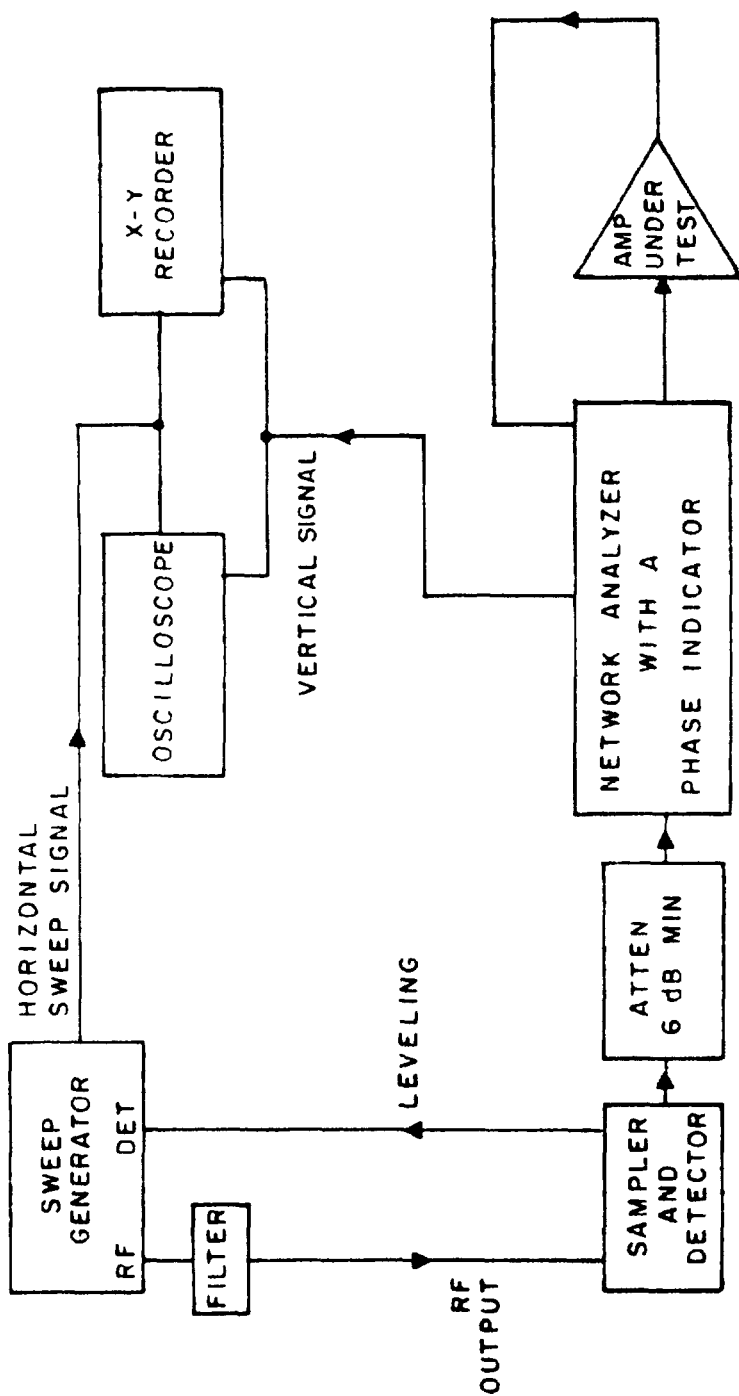 HORIZONTAL
SWEEP SIGNAL
SWEEP
GENERATOR
RF
DET
FILTER
OSCILLOSCOPE
X-Y
RECORDER
VERTICAL SIGNAL
LEVELING
RF
OUTPUT
SAMPLER
AND
DETECTOR
ATTEN
6 dB MIN
NETWORK ANALYZER
WITH A
PHASE INDICATOR
AMP
UNDER
TEST